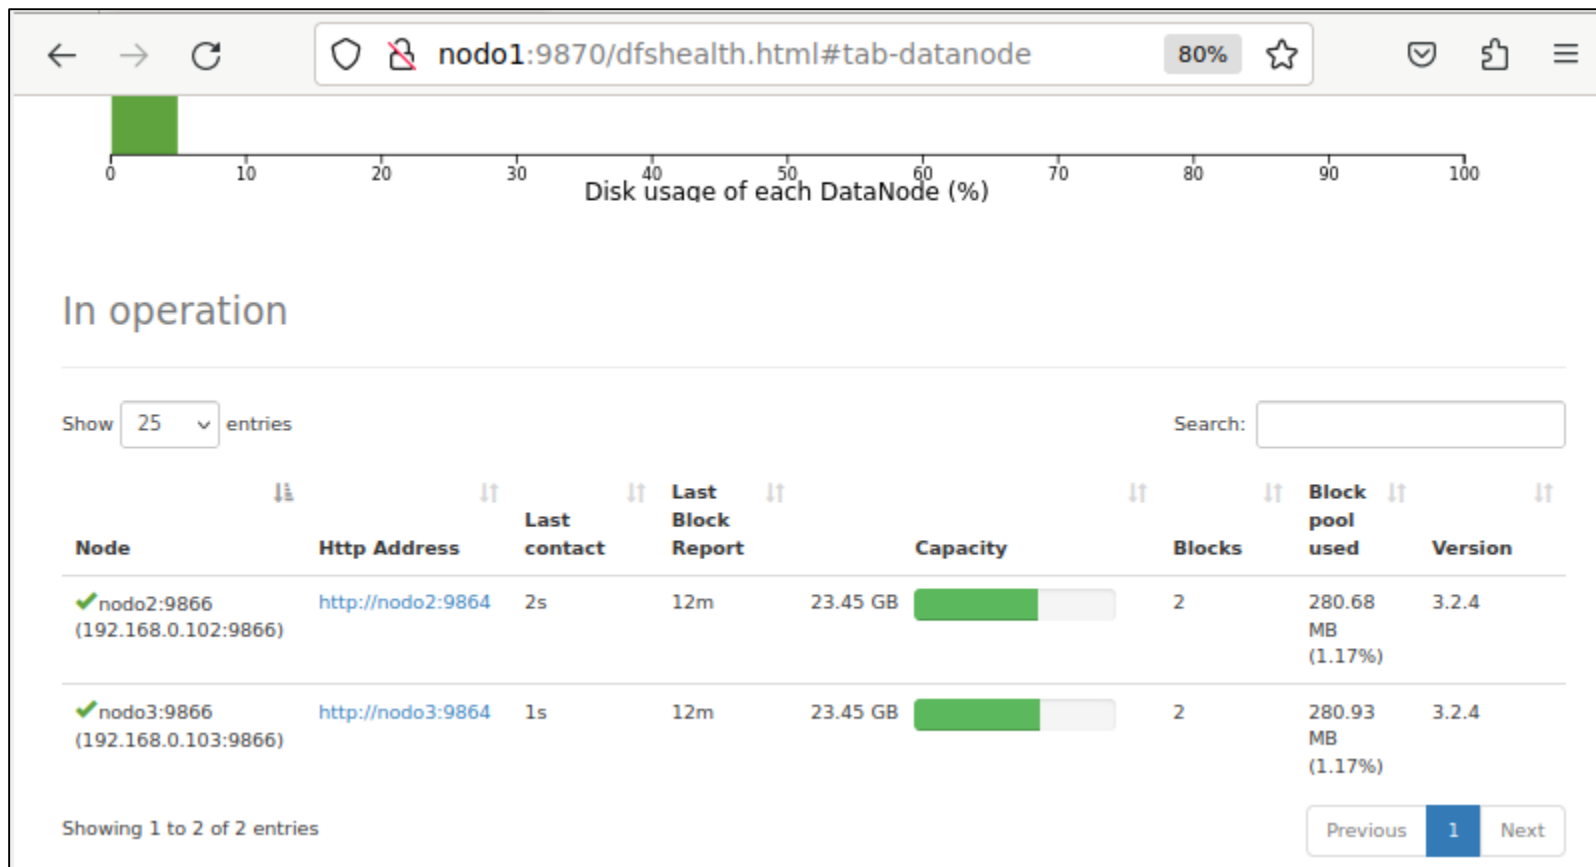 nodo1:9870/dfshealth.html#tab-datanode 80%
0 10 20 30 40 50 60 70 80 90 100
Disk usage of each DataNode (%)
In operation
Show 25 entries Search:
Node Http Address Last contact Last Block Report Capacity Blocks Block pool used Version
nodo2:9866 http://nodo2:9864 2s 12m 23.45 GB 2 280.68 3.2.4
(192.168.0.102:9866) MB
(1.17%)
nodo3:9866 http://nodo3:9864 1s 12m 23.45 GB 2 280.93 3.2.4
(192.168.0.103:9866) MB
(1.17%)
Showing 1 to 2 of 2 entries Previous 1 Next